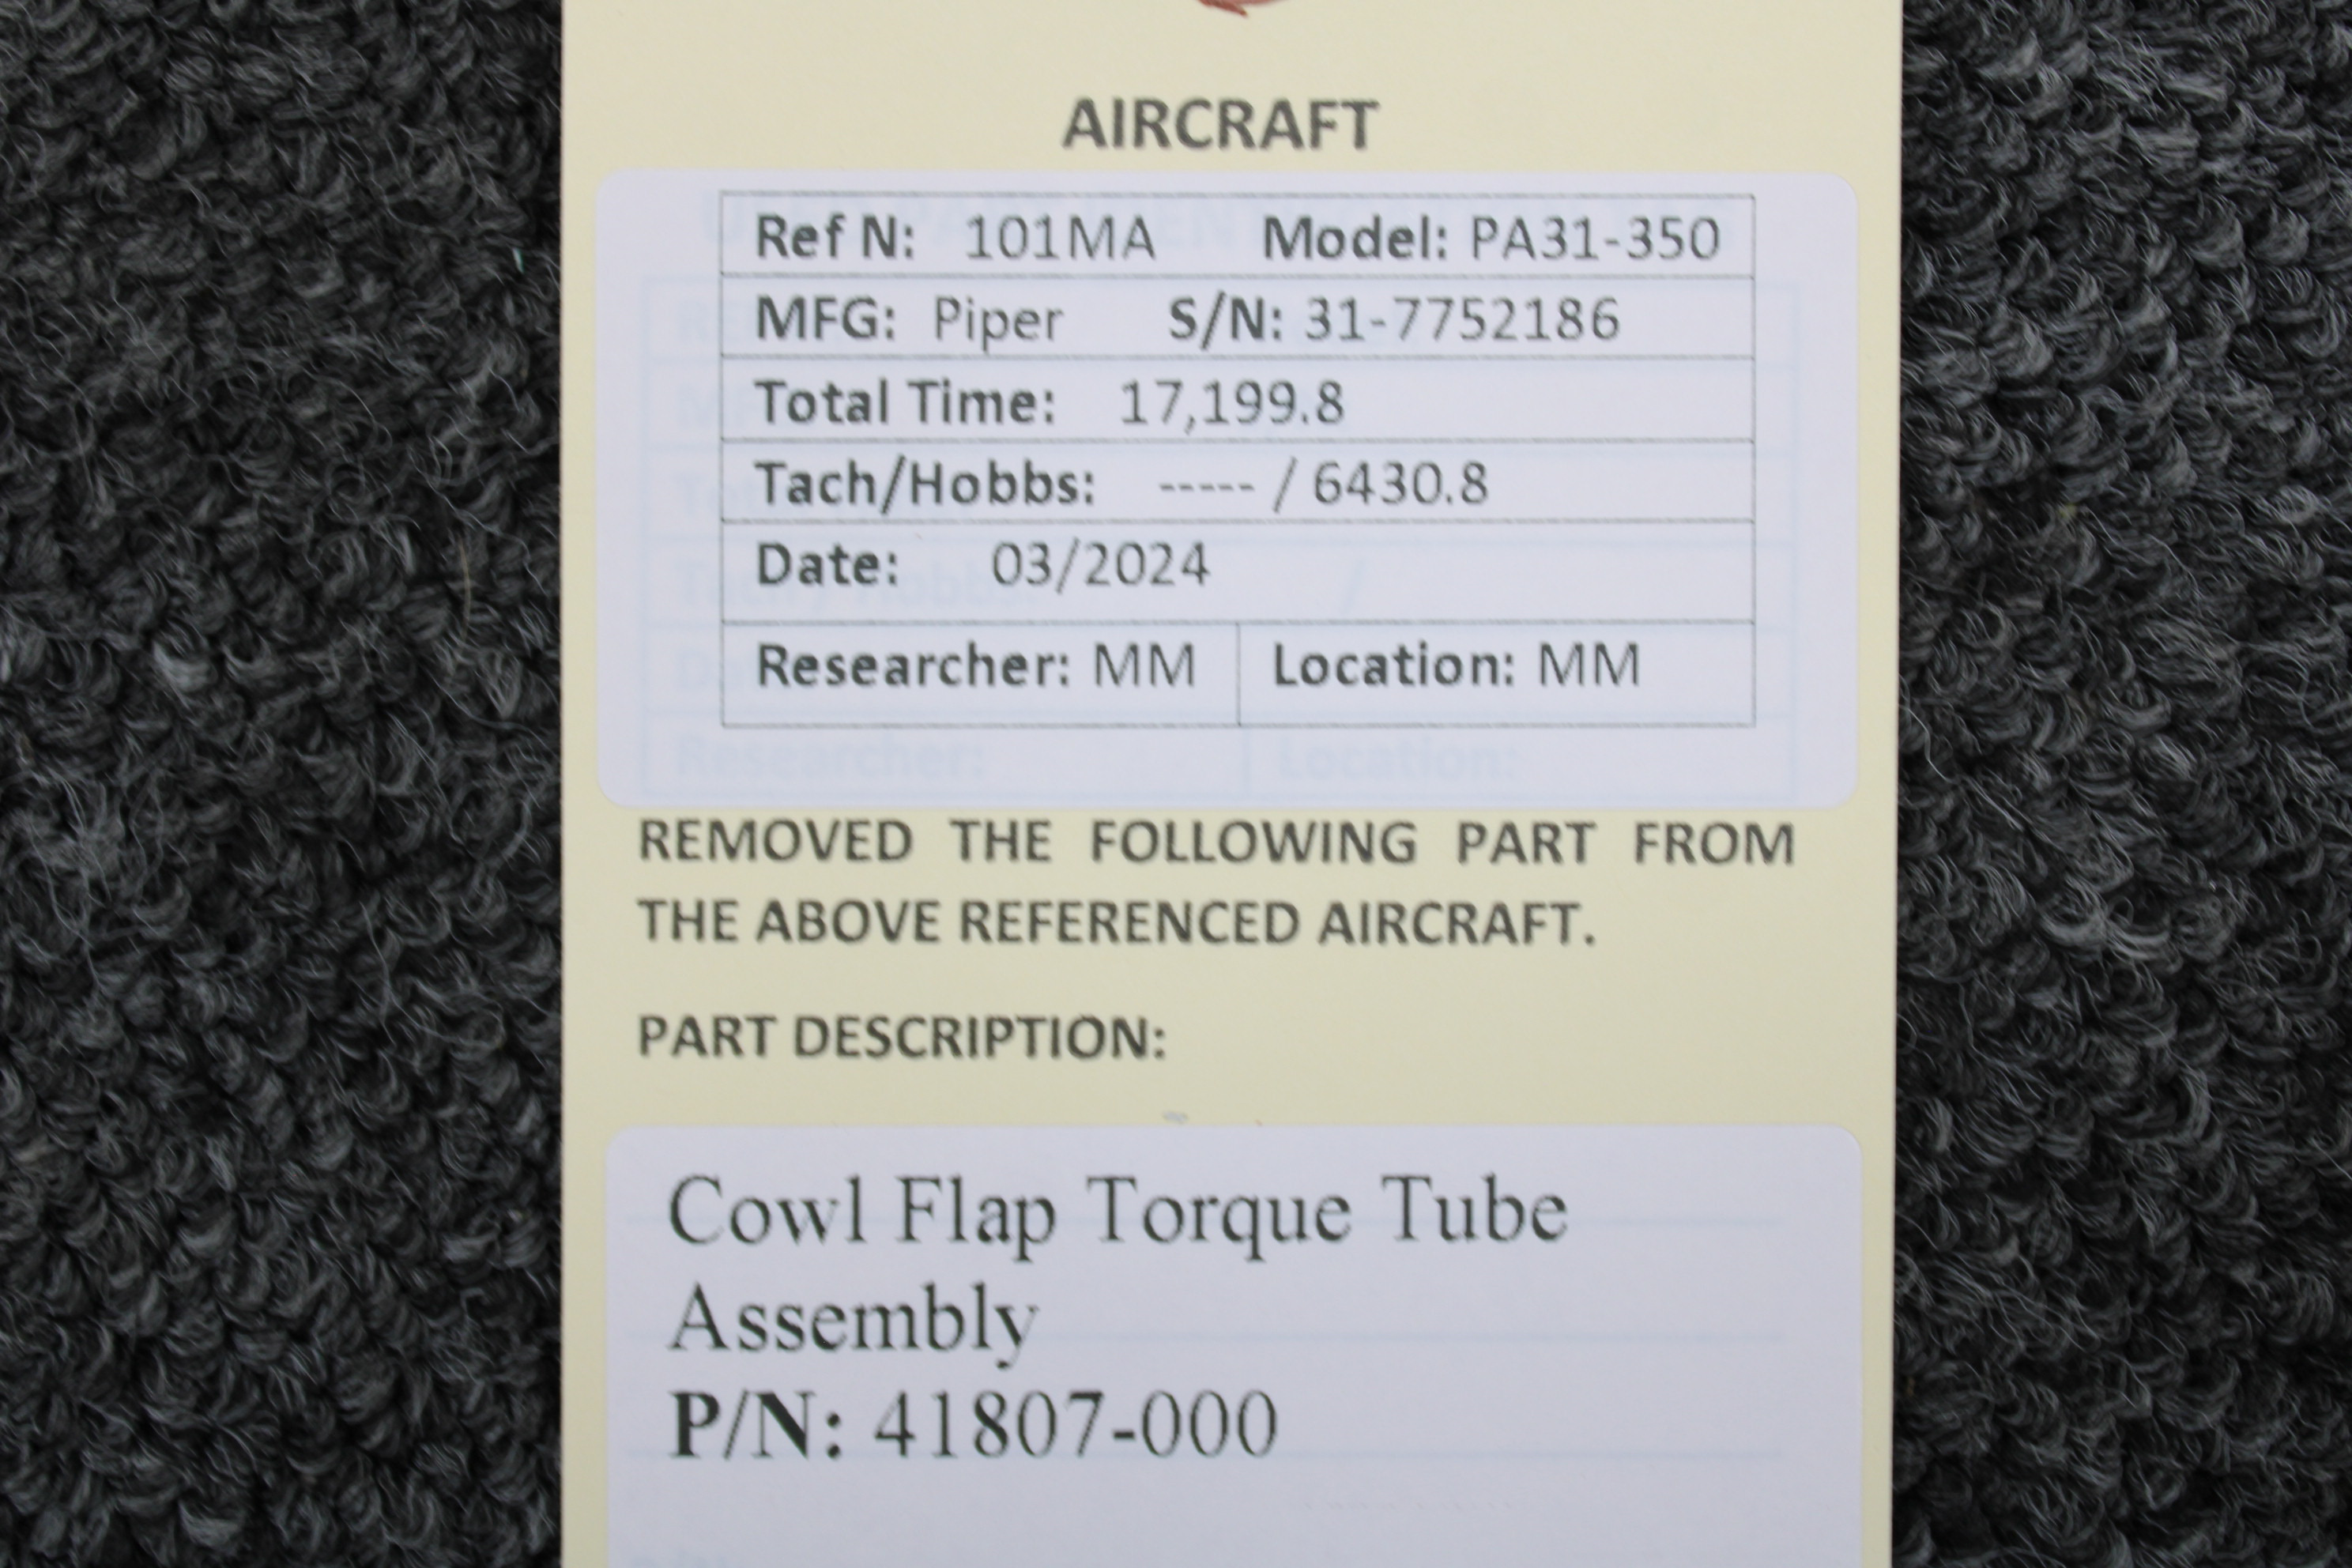 AIRCRAFT
Ref N: 101MA Model: PA31-350
MFG: Piper S/N: 31-7752186
Total Time: 17,199.8
Tach/Hobbs: ----- / 6430.8
Date: 03/2024
Researcher: MM Location: MM
Researcher: Location:
REMOVED THE FOLLOWING PART FROM
THE ABOVE REFERENCED AIRCRAFT.
PART DESCRIPTION:
Cowl Flap Torque Tube
Assembly
P/N: 41807-000